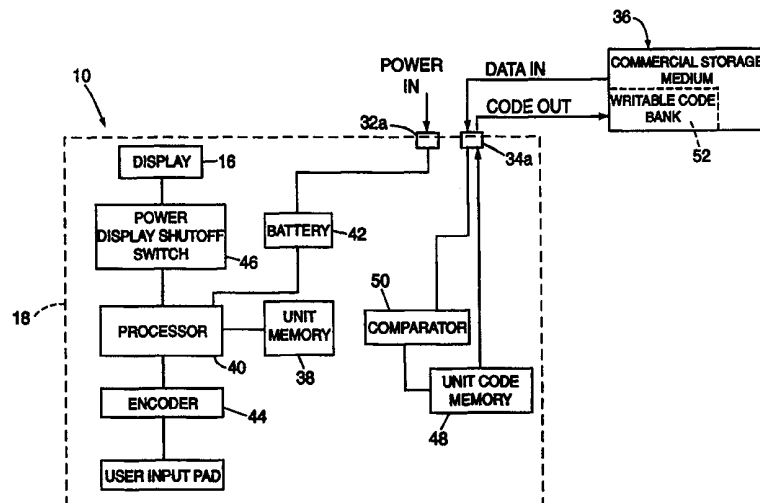 36
COMMERCIAL STORAGE
MEDIUM
WRITABLE CODE
BANK
52
POWER
IN
DATA IN
CODE OUT
10
32a
34a
DISPLAY
16
POWER
DISPLAY SHUTOFF
SWITCH
46
BATTERY
42
18
50
COMPARATOR
PROCESSOR
40
UNIT
MEMORY
38
ENCODER
44
UNIT CODE
MEMORY
48
USER INPUT PAD